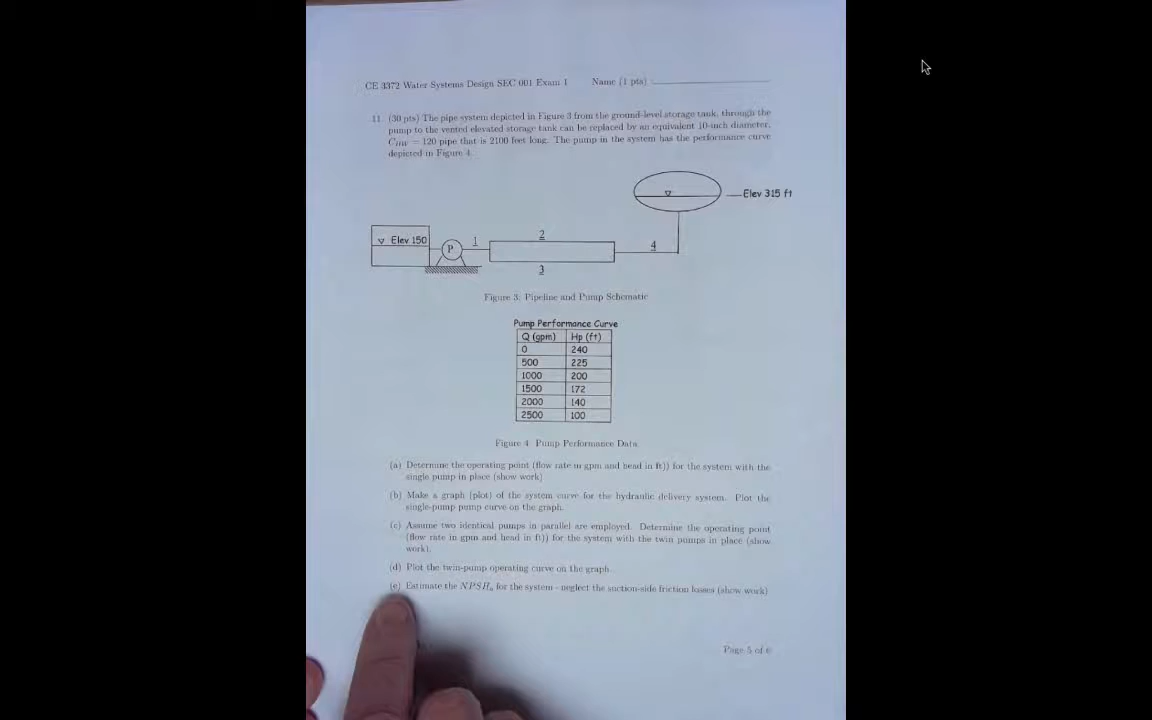 CE 3372 Water Systems Design SEC 001 Exam 1 Name (1 pts)
11. (30 pts) The pipe system depicted in Figure 3 from the ground-level storage tank, through the
pump to the vented elevated storage tank can be replaced by an equivalent 10-inch diameter,
C_HW = 120 pipe that is 2100 feet long. The pump in the system has the performance curve
depicted in Figure 4.
Elev 315 ft
Elev 150
P
1
2
3
4
Figure 3: Pipeline and Pump Schematic
Pump Performance Curve
Q (gpm) Hp (ft)
0 240
500 225
1000 200
1500 172
2000 140
2500 100
Figure 4: Pump Performance Data
(a) Determine the operating point (flow rate in gpm and head in ft)) for the system with the
single pump in place (show work)
(b) Make a graph (plot) of the system curve for the hydraulic delivery system. Plot the
single-pump pump curve on the graph.
(c) Assume two identical pumps in parallel are employed. Determine the operating point
(flow rate in gpm and head in ft)) for the system with the twin pumps in place (show
work).
(d) Plot the twin-pump operating curve on the graph.
(e) Estimate the NPSH_a for the system - neglect the suction-side friction losses (show work)
Page 5 of 6